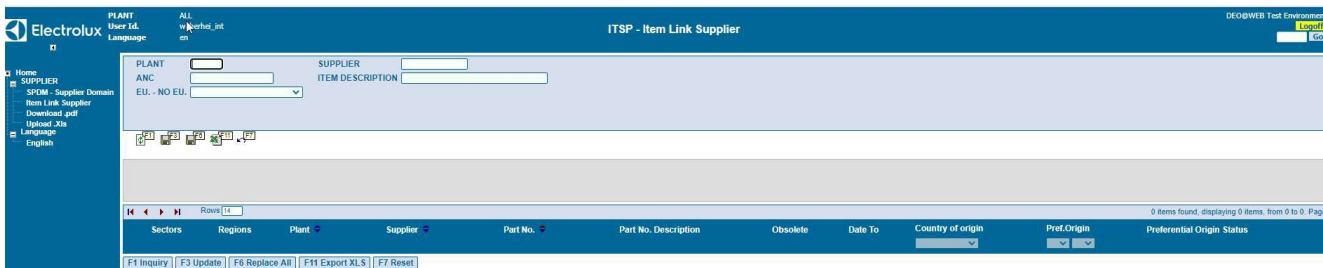 PLANT ALL
User Id. w
Language en
Electrolux
ITSP - Item Link Supplier
DEO@WEB Test Environmen
Logoff
Go
Home
SUPPLIER
SPDM - Supplier Domain
Item Link Supplier
Download .pdf
Upload .Xls
Language
English
PLANT SUPPLIER
ANC ITEM DESCRIPTION
EU. - NO EU.
F1 F3 F6 F11 F7
Rows 14
0 items found, displaying 0 items, from 0 to 0. Pag
Sectors Regions Plant Supplier Part No. Part No. Description Obsolete Date To Country of origin Pref.Origin Preferential Origin Status
F1 Inquiry F3 Update F6 Replace All F11 Export XLS F7 Reset